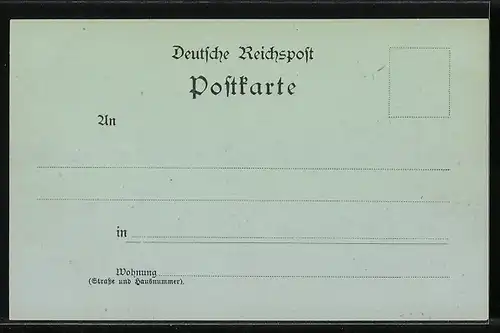 Deutsche Reichspost
Postkarte
An
in
Wohnung
(Straße und Hausnummer).